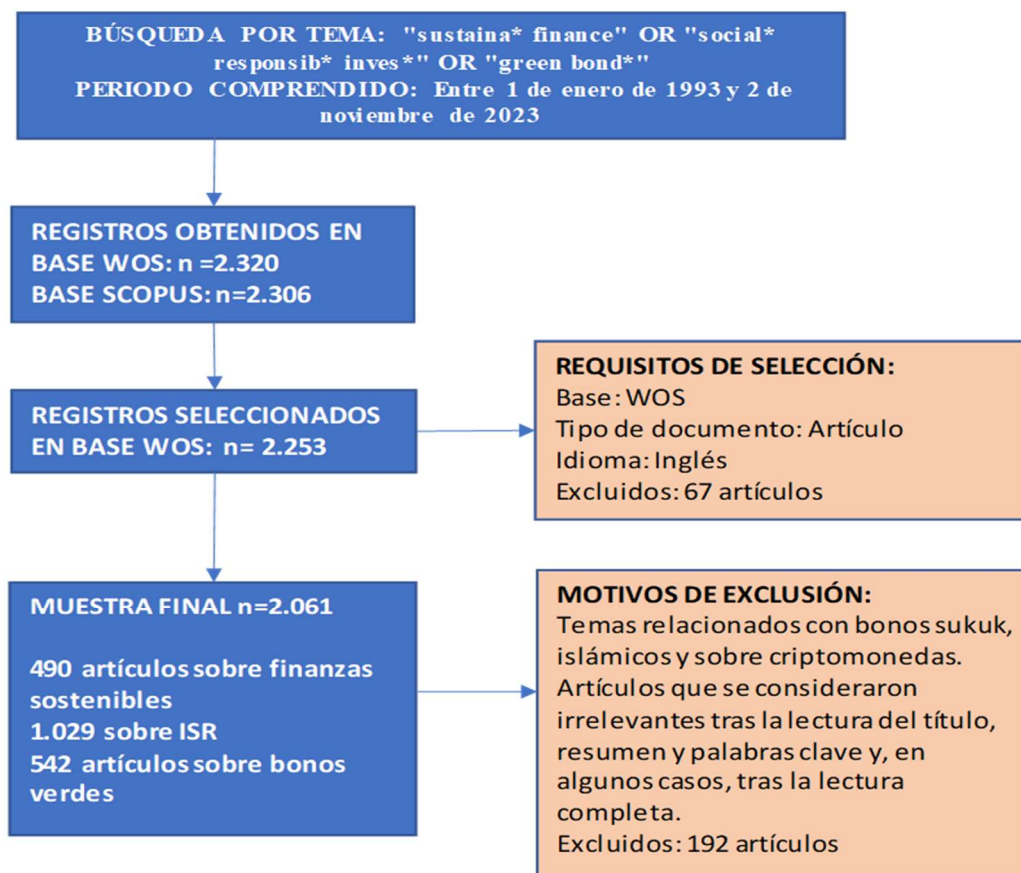 BÚSQUEDA POR TEMA: "sustaina* finance" OR "social*
responsib* inves*" OR "green bond*"
PERIODO COMPRENDIDO: Entre 1 de enero de 1993 y 2 de
noviembre de 2023
REGISTROS OBTENIDOS EN
BASE WOS: n =2.320
BASE SCOPUS: n=2.306
REGISTROS SELECCIONADOS
EN BASE WOS: n= 2.253
REQUISITOS DE SELECCIÓN:
Base: WOS
Tipo de documento: Artículo
Idioma: Inglés
Excluidos: 67 artículos
MUESTRA FINAL n=2.061
490 artículos sobre finanzas
sostenibles
1.029 sobre ISR
542 artículos sobre bonos
verdes
MOTIVOS DE EXCLUSIÓN:
Temas relacionados con bonos sukuk,
islámicos y sobre criptomonedas.
Artículos que se consideraron
irrelevantes tras la lectura del título,
resumen y palabras clave y, en
algunos casos, tras la lectura
completa.
Excluidos: 192 artículos